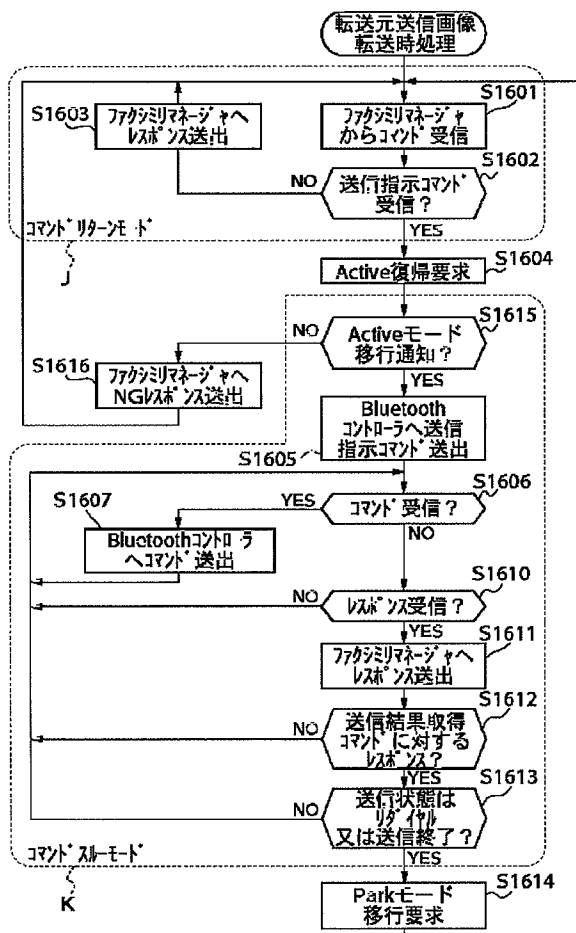 転送元送信画像
転送時処理
S1601
ファクシミリマネージャ
からコマンド受信
S1603
ファクシミリマネージャへ
レスポンス送出
S1602
送信指示コマンド
受信？
NO
YES
コマンドリターンモード
J
S1604
Active復帰要求
S1615
Activeモード
移行通知？
NO
YES
S1616
ファクシミリマネージャへ
NGレスポンス送出
Bluetooth
コントローラへ送信
指示コマンド送出
S1605
S1606
コマンド受信？
YES
NO
S1607
Bluetoothコントローラ
へコマンド送出
S1610
レスポンス受信？
NO
YES
S1611
ファクシミリマネージャへ
レスポンス送出
S1612
送信結果取得
コマンドに対する
レスポンス？
NO
YES
S1613
送信状態は
リダイヤル
又は送信終了？
NO
YES
コマンドスルーモード
K
S1614
Parkモード
移行要求